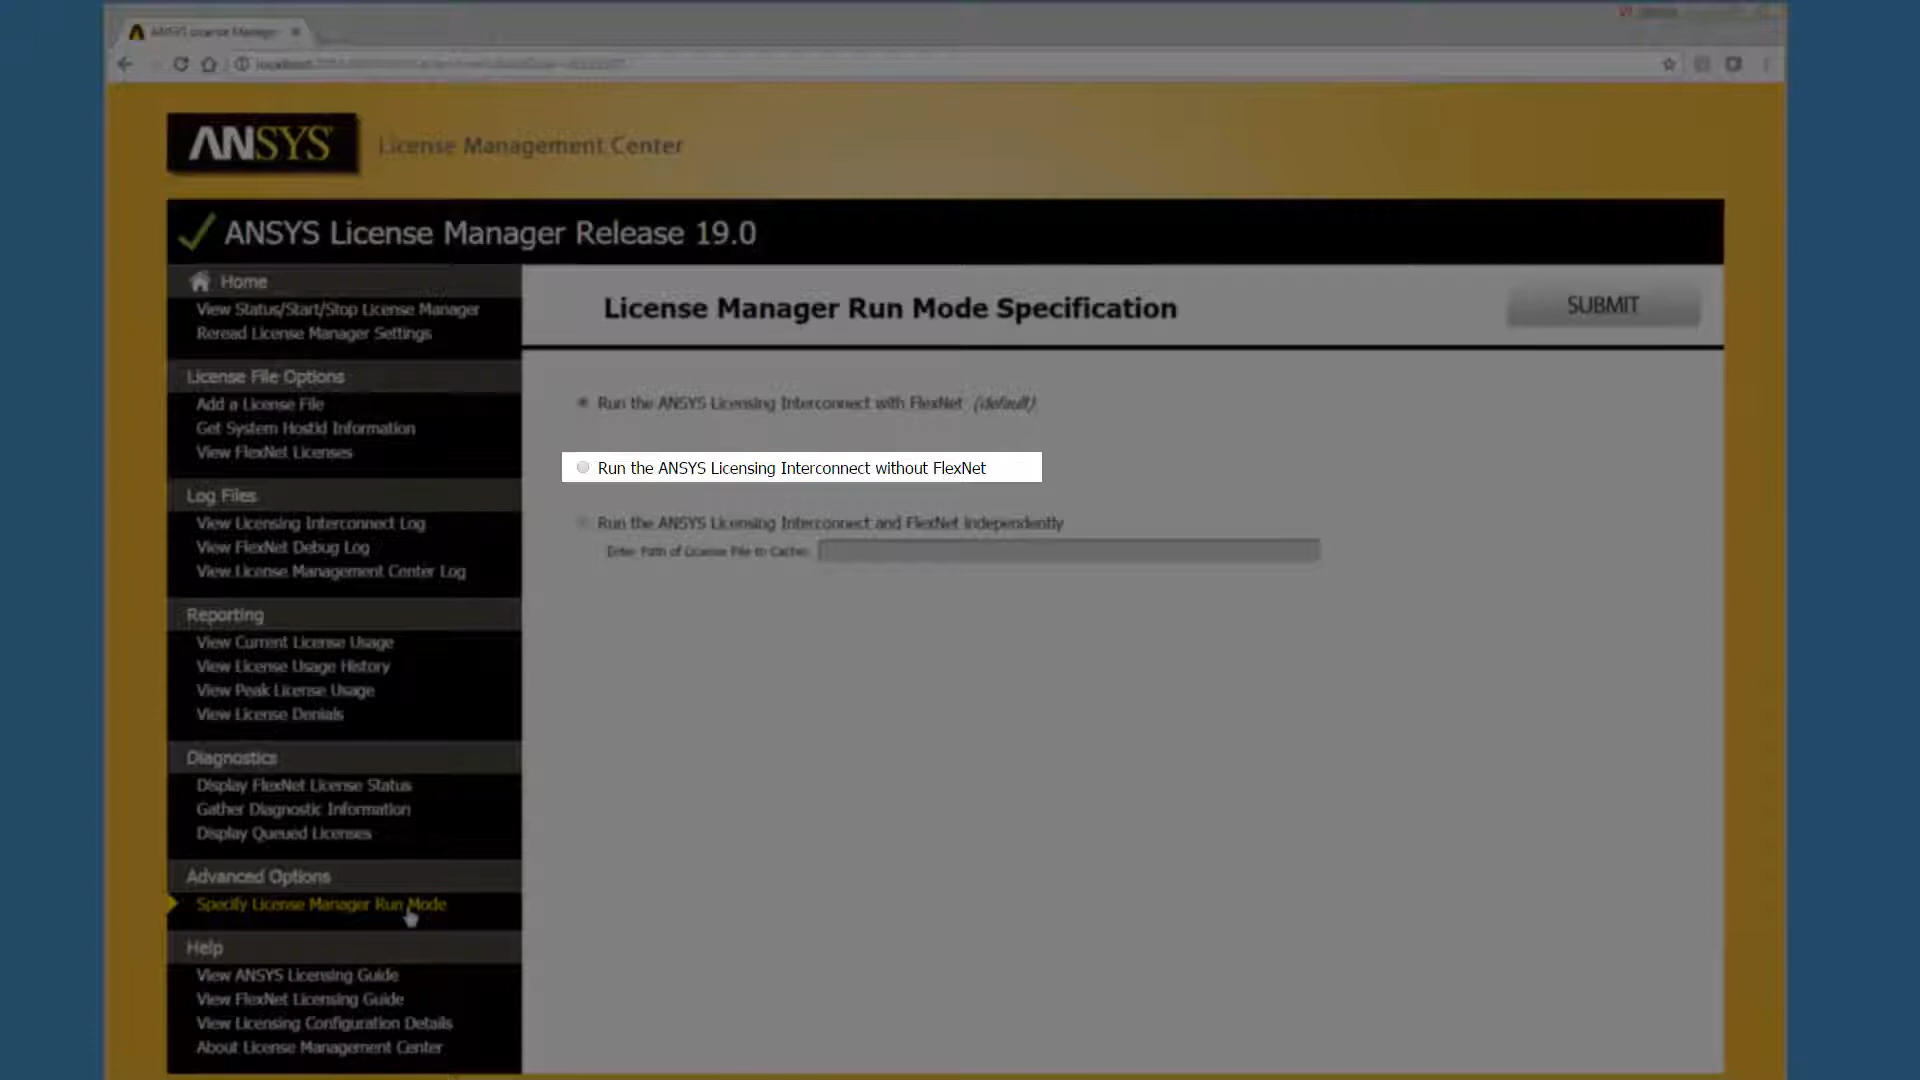 ANSYS License Manager
ANSYS License Management Center
ANSYS License Manager Release 19.0
Home
View Status/Start/Stop License Manager
Reread License Manager Settings
License File Options
Add a License File
Get System Hostid Information
View FlexNet Licenses
Log Files
View Licensing Interconnect Log
View FlexNet Debug Log
View License Management Center Log
Reporting
View Current License Usage
View License Usage History
View Peak License Usage
View License Denials
Diagnostics
Display FlexNet License Status
Gather Diagnostic Information
Display Queued Licenses
Advanced Options
Specify License Manager Run Mode
Help
View ANSYS Licensing Guide
View FlexNet Licensing Guide
View Licensing Configuration Details
About License Management Center
License Manager Run Mode Specification
SUBMIT
Run the ANSYS Licensing Interconnect with FlexNet (default)
Run the ANSYS Licensing Interconnect without FlexNet
Run the ANSYS Licensing Interconnect and FlexNet independently
Enter Path of License File to Cache: